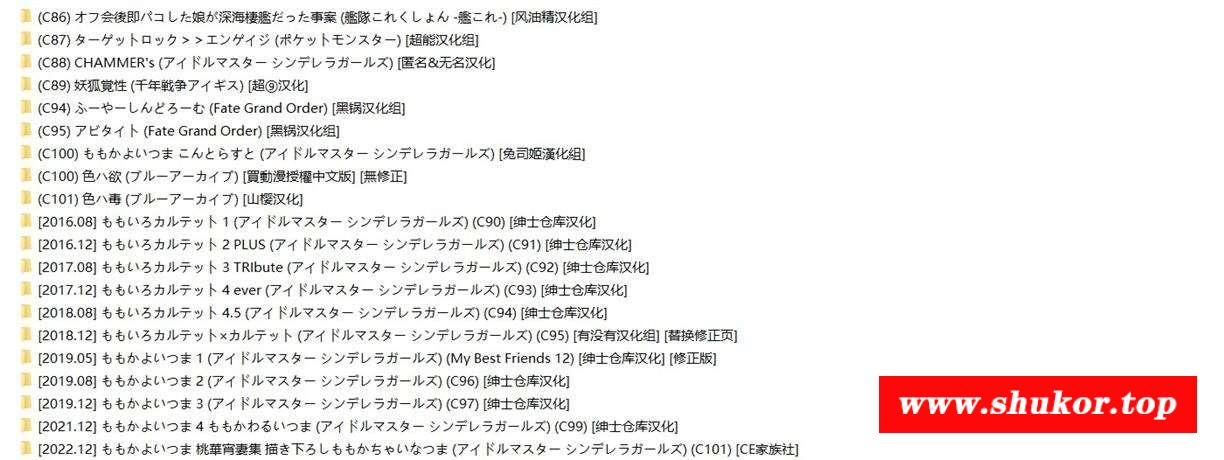 (C86) オフ会後即パコした娘が深海棲艦だった事案 (艦隊これくしょん -艦これ-) [风油精汉化组]
(C87) ターゲットロック＞＞エンゲイジ (ポケットモンスター) [超能汉化组]
(C88) CHAMMER's (アイドルマスター シンデレラガールズ) [匿名&无名汉化]
(C89) 妖狐覚性 (千年戦争アイギス) [超⑨汉化]
(C94) ふーやーしんどろーむ (Fate Grand Order) [黑锅汉化组]
(C95) アビタイト (Fate Grand Order) [黑锅汉化组]
(C100) ももかよいつま こんとらすと (アイドルマスター シンデレラガールズ) [兔司姬漢化組]
(C100) 色ハ欲 (ブルーアーカイブ) [買動漫授權中文版] [無修正]
(C101) 色ハ毒 (ブルーアーカイブ) [山樱汉化]
[2016.08] ももいろカルテット 1 (アイドルマスター シンデレラガールズ) (C90) [绅士仓库汉化]
[2016.12] ももいろカルテット 2 PLUS (アイドルマスター シンデレラガールズ) (C91) [绅士仓库汉化]
[2017.08] ももいろカルテット 3 TRIbute (アイドルマスター シンデレラガールズ) (C92) [绅士仓库汉化]
[2017.12] ももいろカルテット 4 ever (アイドルマスター シンデレラガールズ) (C93) [绅士仓库汉化]
[2018.08] ももいろカルテット 4.5 (アイドルマスター シンデレラガールズ) (C94) [绅士仓库汉化]
[2018.12] ももいろカルテット×カルテット (アイドルマスター シンデレラガールズ) (C95) [有没有汉化组] [替换修正页]
[2019.05] ももかよいつま 1 (アイドルマスター シンデレラガールズ) (My Best Friends 12) [绅士仓库汉化] [修正版]
[2019.08] ももかよいつま 2 (アイドルマスター シンデレラガールズ) (C96) [绅士仓库汉化]
[2019.12] ももかよいつま 3 (アイドルマスター シンデレラガールズ) (C97) [绅士仓库汉化]
[2021.12] ももかよいつま 4 ももかわるいつま (アイドルマスター シンデレラガールズ) (C99) [绅士仓库汉化]
[2022.12] ももかよいつま 桃華宵妻集 描き下ろしももかちゃいなつま (アイドルマスター シンデレラガールズ) (C101) [CE家族社]
www.shukor.top